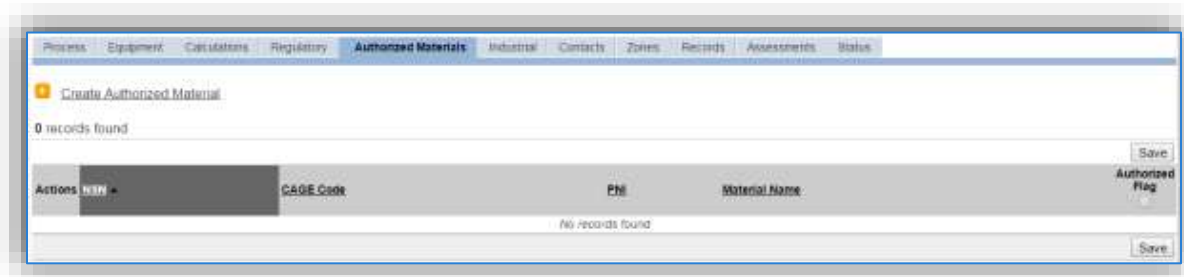 Process Equipment Calculations Regulatory Authorized Materials Industrial Contacts Zones Records Assessments Status
Create Authorized Material
0 records found
Save
Actions NSN CAGE Code PNI Material Name Authorized Flag
No records found
Save